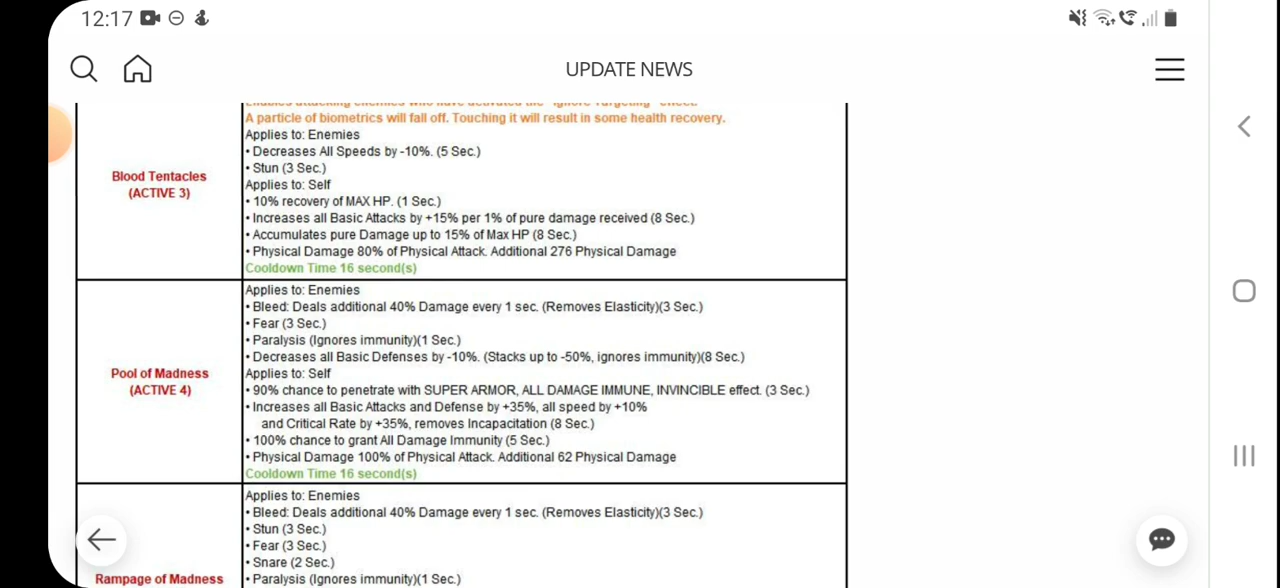 12:17
UPDATE NEWS
Enables attacking enemies who have activated the "Ignore Targeting" effect.
A particle of biometrics will fall off. Touching it will result in some health recovery.
Blood Tentacles
(ACTIVE 3)
Applies to: Enemies
• Decreases All Speeds by -10%. (5 Sec.)
• Stun (3 Sec.)
Applies to: Self
• 10% recovery of MAX HP. (1 Sec.)
• Increases all Basic Attacks by +15% per 1% of pure damage received (8 Sec.)
• Accumulates pure Damage up to 15% of Max HP (8 Sec.)
• Physical Damage 80% of Physical Attack. Additional 276 Physical Damage
Cooldown Time 16 second(s)
Pool of Madness
(ACTIVE 4)
Applies to: Enemies
• Bleed: Deals additional 40% Damage every 1 sec. (Removes Elasticity)(3 Sec.)
• Fear (3 Sec.)
• Paralysis (Ignores immunity)(1 Sec.)
• Decreases all Basic Defenses by -10%. (Stacks up to -50%, ignores immunity)(8 Sec.)
Applies to: Self
• 90% chance to penetrate with SUPER ARMOR, ALL DAMAGE IMMUNE, INVINCIBLE effect. (3 Sec.)
• Increases all Basic Attacks and Defense by +35%, all speed by +10%
and Critical Rate by +35%, removes Incapacitation (8 Sec.)
• 100% chance to grant All Damage Immunity (5 Sec.)
• Physical Damage 100% of Physical Attack. Additional 62 Physical Damage
Cooldown Time 16 second(s)
Rampage of Madness
Applies to: Enemies
• Bleed: Deals additional 40% Damage every 1 sec. (Removes Elasticity)(3 Sec.)
• Stun (3 Sec.)
• Fear (3 Sec.)
• Snare (2 Sec.)
• Paralysis (Ignores immunity)(1 Sec.)